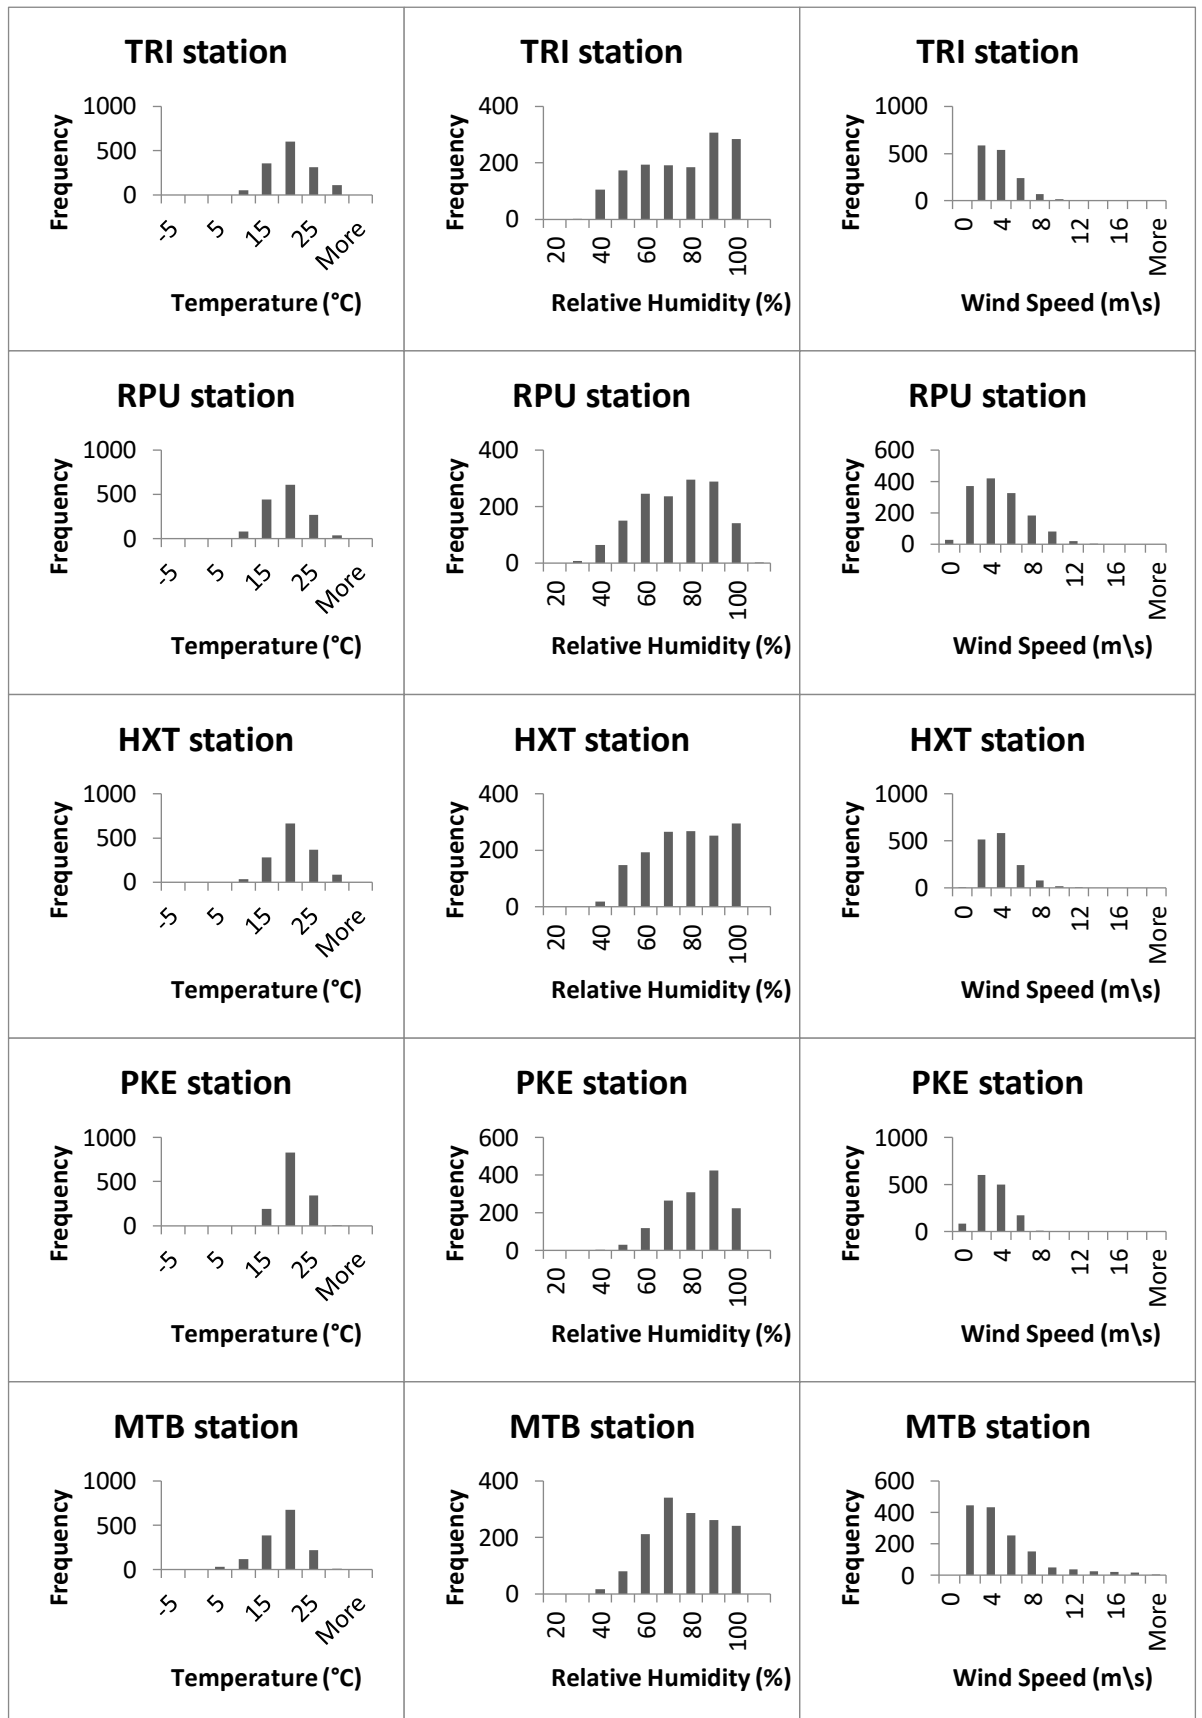 TRI station
Frequency
1000
500
0
-5
5
15
25
More
Temperature (°C)
TRI station
Frequency
400
200
0
20
40
60
80
100
Relative Humidity (%)
TRI station
Frequency
1000
500
0
0
4
8
12
16
More
Wind Speed (m\s)
RPU station
Frequency
1000
500
0
-5
5
15
25
More
Temperature (°C)
RPU station
Frequency
400
200
0
20
40
60
80
100
Relative Humidity (%)
RPU station
Frequency
600
400
200
0
0
4
8
12
16
More
Wind Speed (m\s)
HXT station
Frequency
1000
500
0
-5
5
15
25
More
Temperature (°C)
HXT station
Frequency
400
200
0
20
40
60
80
100
Relative Humidity (%)
HXT station
Frequency
1000
500
0
0
4
8
12
16
More
Wind Speed (m\s)
PKE station
Frequency
1000
500
0
-5
5
15
25
More
Temperature (°C)
PKE station
Frequency
600
400
200
0
20
40
60
80
100
Relative Humidity (%)
PKE station
Frequency
1000
500
0
0
4
8
12
16
More
Wind Speed (m\s)
MTB station
Frequency
1000
500
0
-5
5
15
25
More
Temperature (°C)
MTB station
Frequency
400
200
0
20
40
60
80
100
Relative Humidity (%)
MTB station
Frequency
600
400
200
0
0
4
8
12
16
More
Wind Speed (m\s)